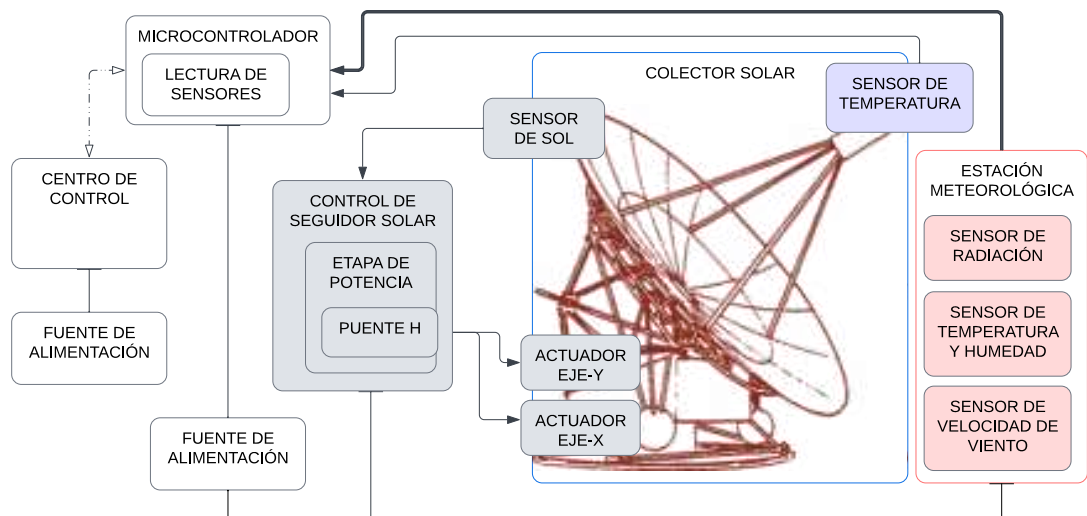 MICROCONTROLADOR
LECTURA DE
SENSORES
CENTRO DE
CONTROL
FUENTE DE
ALIMENTACIÓN
FUENTE DE
ALIMENTACIÓN
CONTROL DE
SEGUIDOR SOLAR
ETAPA DE
POTENCIA
PUENTE H
COLECTOR SOLAR
SENSOR
DE SOL
SENSOR DE
TEMPERATURA
ACTUADOR
EJE-Y
ACTUADOR
EJE-X
ESTACIÓN
METEOROLÓGICA
SENSOR DE
RADIACIÓN
SENSOR DE
TEMPERATURA
Y HUMEDAD
SENSOR DE
VELOCIDAD DE
VIENTO